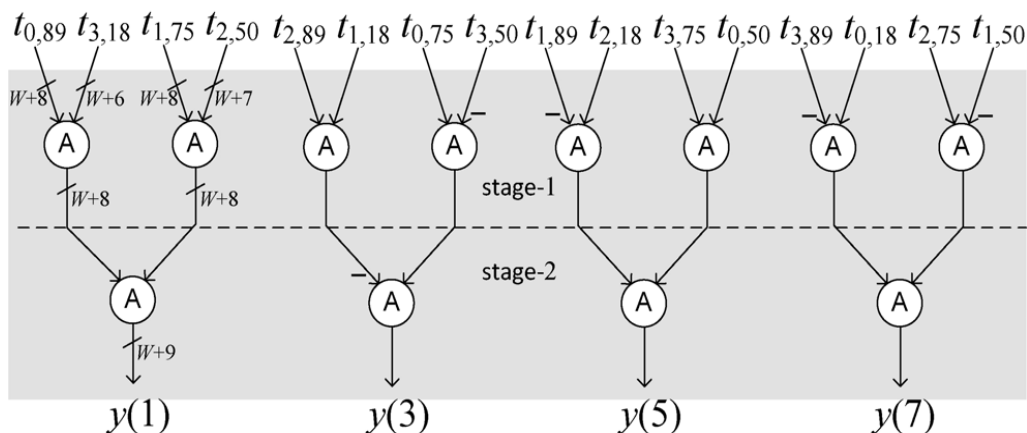 t0,89 t3,18 t1,75 t2,50 t2,89 t1,18 t0,75 t3,50 t1,89 t2,18 t3,75 t0,50 t3,89 t0,18 t2,75 t1,50
W+8 W+6 W+8 W+7
– – – –
A A A A A A A A
W+8 W+8 stage-1
– stage-2
A A A A
W+9
y(1) y(3) y(5) y(7)